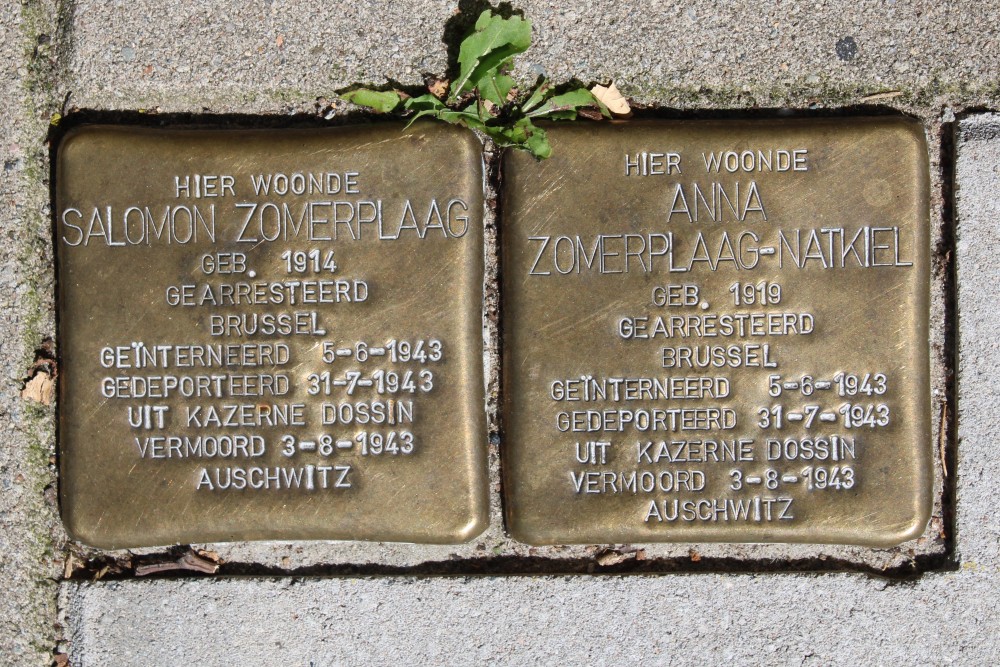 HIER WOONDE
SALOMON ZOMERPLAAG
GEB. 1914
GEARRESTEERD
BRUSSEL
GEÏNTERNEERD 5-6-1943
GEDEPORTEERD 31-7-1943
UIT KAZERNE DOSSIN
VERMOORD 3-8-1943
AUSCHWITZ
HIER WOONDE
ANNA
ZOMERPLAAG-NATKIEL
GEB. 1919
GEARRESTEERD
BRUSSEL
GEÏNTERNEERD 5-6-1943
GEDEPORTEERD 31-7-1943
UIT KAZERNE DOSSIN
VERMOORD 3-8-1943
AUSCHWITZ